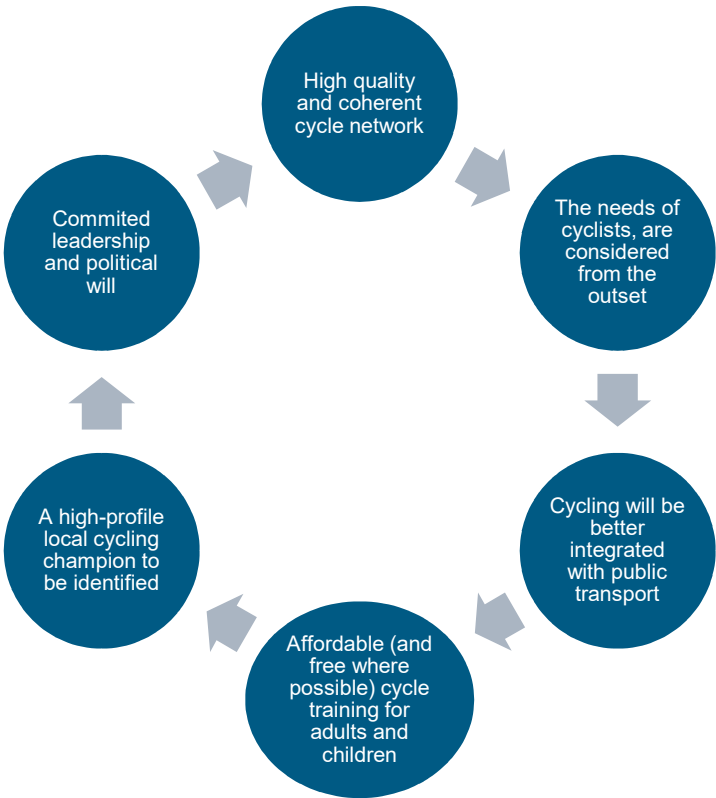 High quality
and coherent
cycle network
The needs of
cyclists, are
considered
from the
outset
Cycling will be
better
integrated
with public
transport
Affordable (and
free where
possible) cycle
training for
adults and
children
A high-profile
local cycling
champion to
be identified
Commited
leadership
and political
will